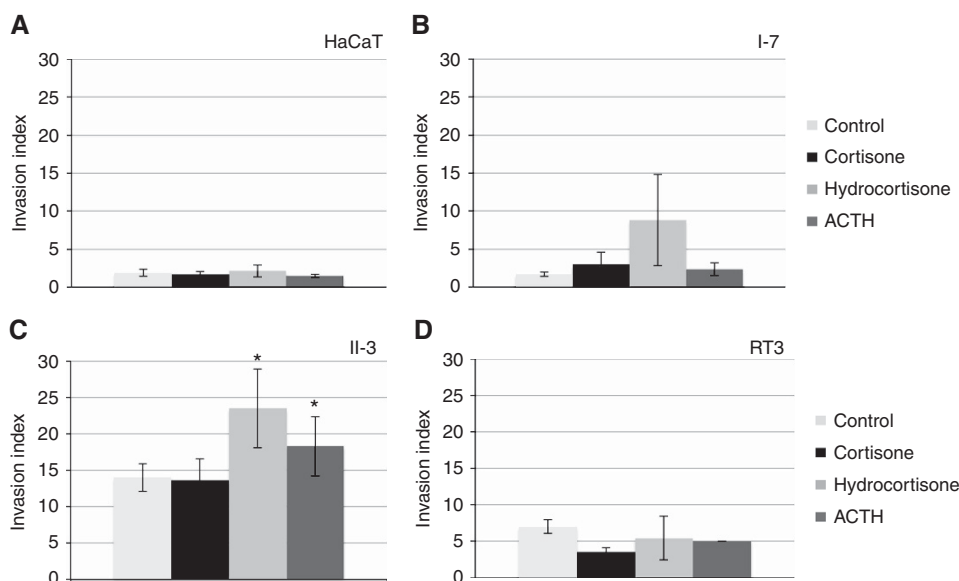 A
HaCaT
Invasion index
30
25
20
15
10
5
0
B
I-7
Invasion index
30
25
20
15
10
5
0
Control
Cortisone
Hydrocortisone
ACTH
C
II-3
Invasion index
30
25
20
15
10
5
0
*
*
D
RT3
Invasion index
30
25
20
15
10
5
0
Control
Cortisone
Hydrocortisone
ACTH